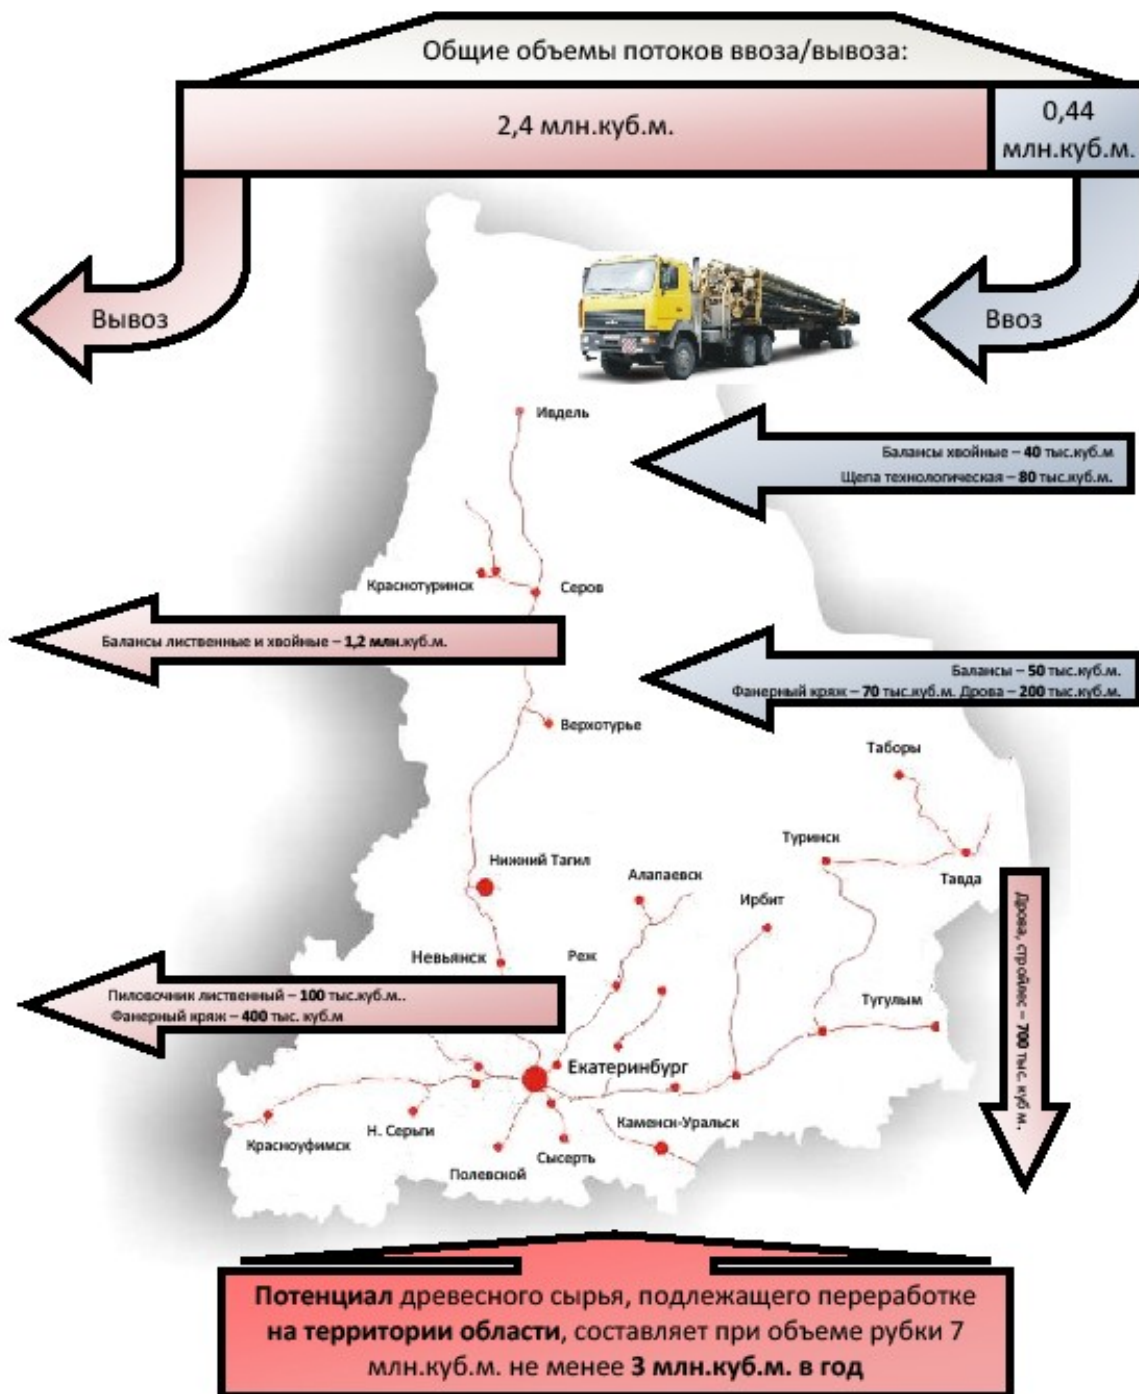 Общие объемы потоков ввоза/вывоза:
2,4 млн.куб.м.
0,44
млн.куб.м.
Вывоз
Ввоз
Ивдель
Балансы хвойные – 40 тыс.куб.м
Щепа технологическая – 80 тыс.куб.м.
Краснотуринск
Серов
Балансы лиственные и хвойные – 1,2 млн.куб.м.
Балансы – 50 тыс.куб.м.
Фанерный кряж – 70 тыс.куб.м. Дрова – 200 тыс.куб.м.
Верхотурье
Таборы
Туринск
Тавда
Нижний Тагил
Алапаевск
Ирбит
Невьянск
Реж
Дрова, стройлес – 700 тыс. куб м.
Пиловочник лиственный – 100 тыс.куб.м..
Фанерный кряж – 400 тыс. куб.м
Тугулым
Екатеринбург
Каменск-Уральск
Красноуфимск
Н. Серьги
Полевской
Сысерть
Потенциал древесного сырья, подлежащего переработке
на территории области, составляет при объеме рубки 7
млн.куб.м. не менее 3 млн.куб.м. в год